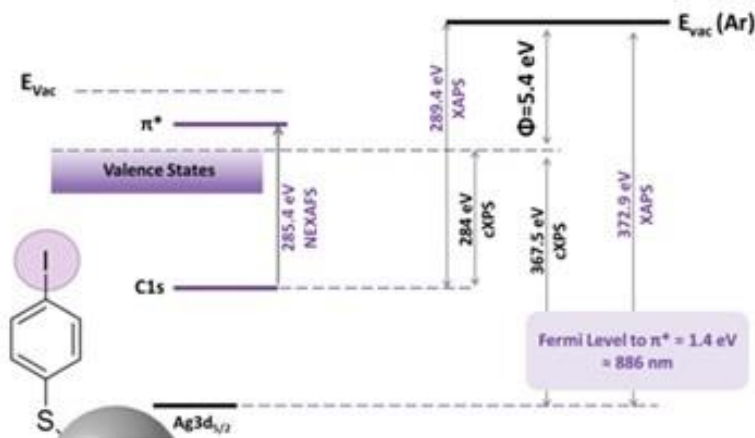 E_vac (Ar)
E_Vac
π*
Valence States
285.4 eV
NEXAFS
289.4 eV
XAPS
284 eV
cXPS
Φ=5.4 eV
367.5 eV
cXPS
372.9 eV
XAPS
C1s
I
Fermi Level to π* = 1.4 eV
≈ 886 nm
S
Ag3d_5/2